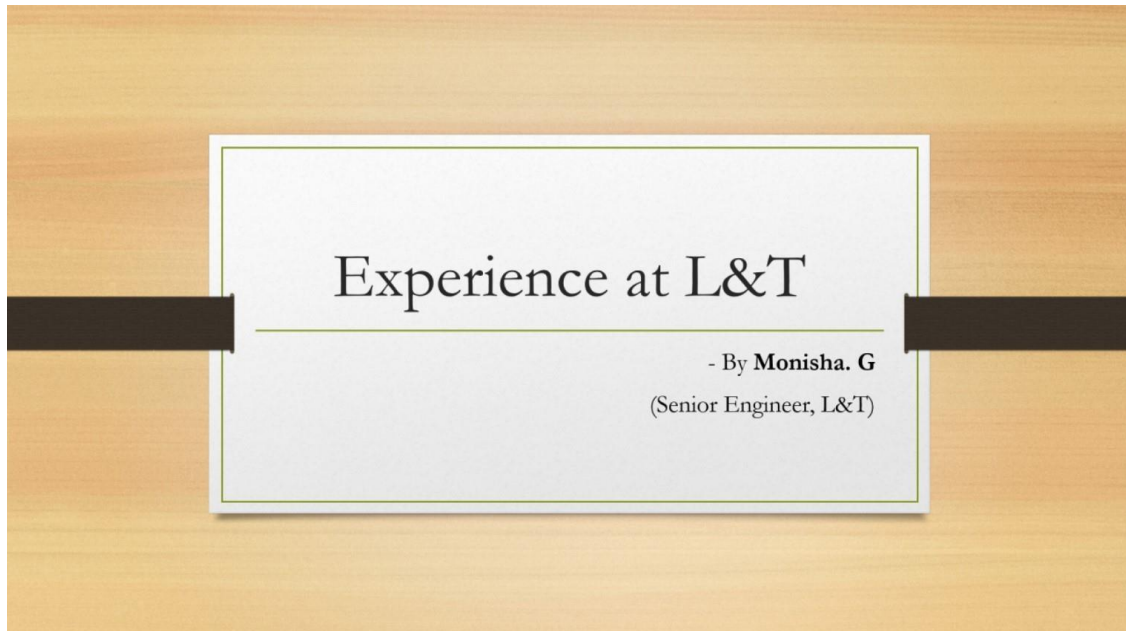 Experience at L&T
- By Monisha. G
(Senior Engineer, L&T)